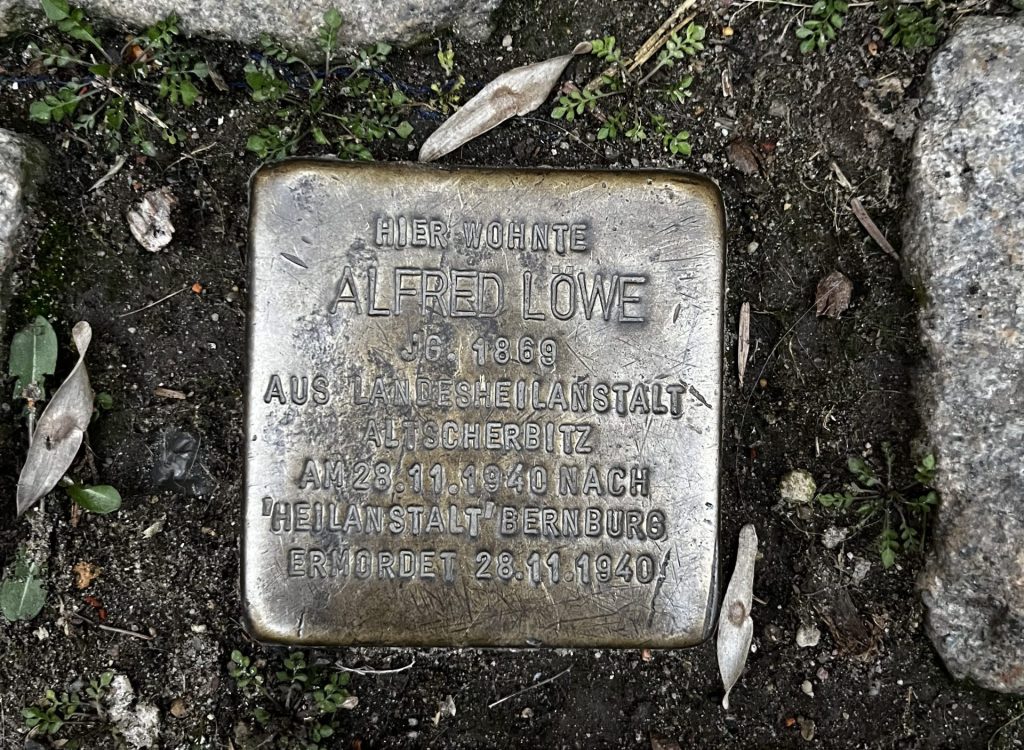 HIER WOHNTE
ALFRED LÖWE
JG. 1869
AUS LANDESHEILANSTALT
ALTSCHERBITZ
AM 28.11.1940 NACH
'HEILANSTALT' BERNBURG
ERMORDET 28.11.1940